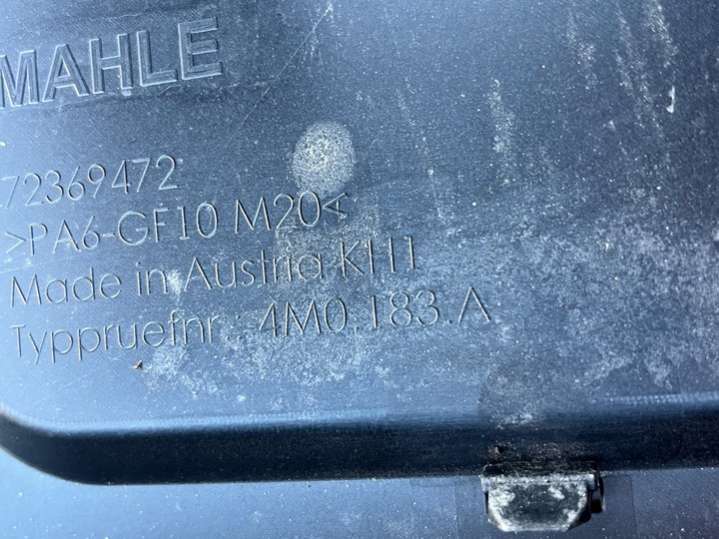 MAHLE
72369472
>PA6-GF10 M20<
Made in Austria KH1
Typpruefnr.: 4M0.183.A